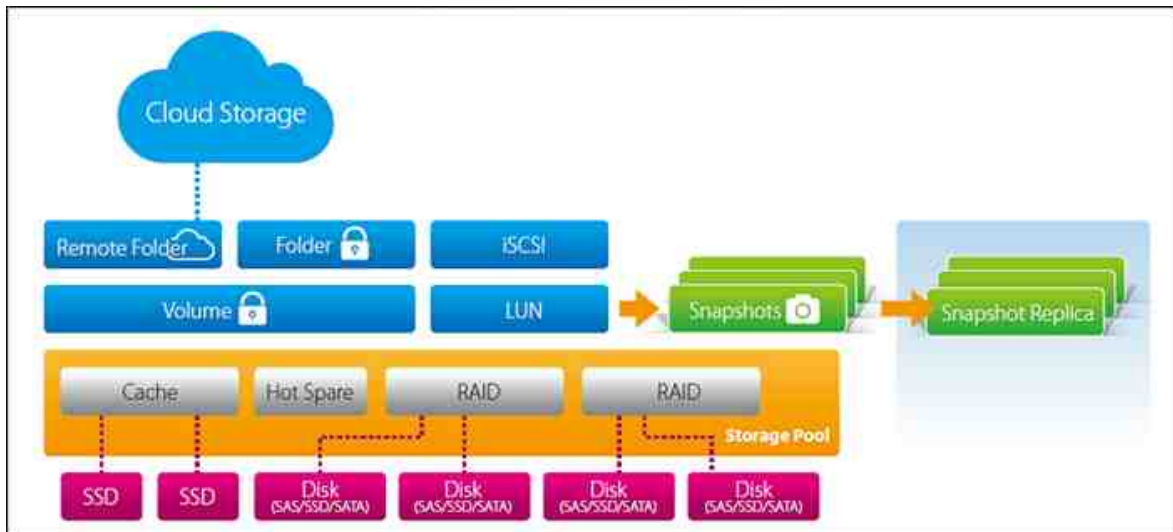 Cloud Storage
Remote Folder
Folder
iSCSI
Volume
LUN
Snapshots
Snapshot Replica
Cache
Hot Spare
RAID
RAID
Storage Pool
SSD
SSD
Disk
(SAS/SSD/SATA)
Disk
(SAS/SSD/SATA)
Disk
(SAS/SSD/SATA)
Disk
(SAS/SSD/SATA)